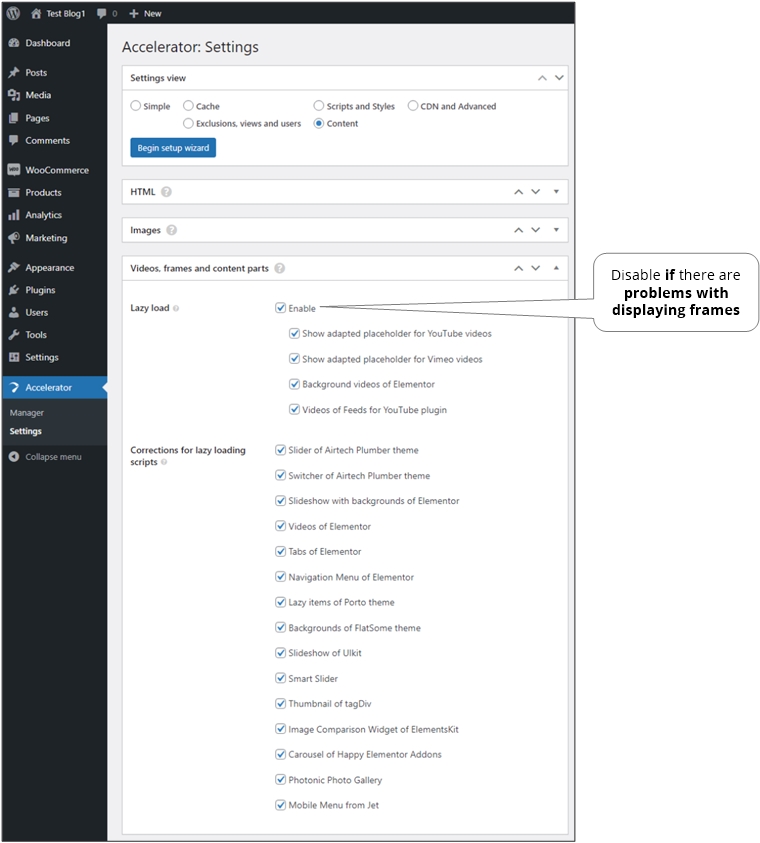 Test Blog1
0
New
Dashboard
Posts
Media
Pages
Comments
WooCommerce
Products
Analytics
Marketing
Appearance
Plugins
Users
Tools
Settings
Accelerator
Manager
Settings
Collapse menu
Accelerator: Settings
Settings view
Simple
Cache
Scripts and Styles
CDN and Advanced
Exclusions, views and users
Content
Begin setup wizard
HTML ?
Images ?
Videos, frames and content parts ?
Lazy load ?
Enable
Show adapted placeholder for YouTube videos
Show adapted placeholder for Vimeo videos
Background videos of Elementor
Videos of Feeds for YouTube plugin
Corrections for lazy loading
scripts ?
Slider of Airtech Plumber theme
Switcher of Airtech Plumber theme
Slideshow with backgrounds of Elementor
Videos of Elementor
Tabs of Elementor
Navigation Menu of Elementor
Lazy items of Porto theme
Backgrounds of FlatSome theme
Slideshow of UIkit
Smart Slider
Thumbnail of tagDiv
Image Comparison Widget of ElementsKit
Carousel of Happy Elementor Addons
Photonic Photo Gallery
Mobile Menu from Jet
Disable if there are
problems with
displaying frames